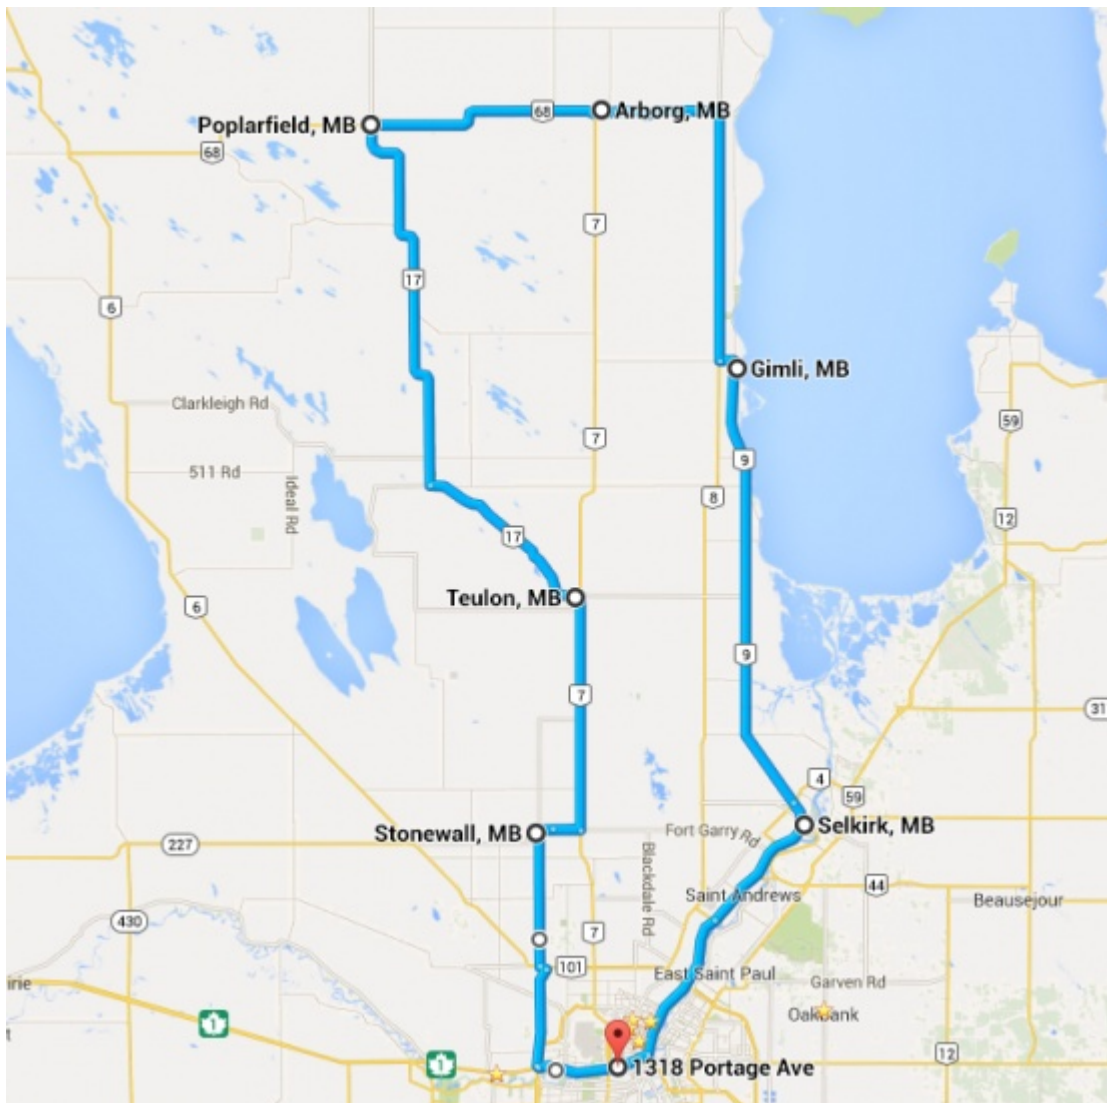 Poplarfield, MB
68
Arborg, MB
68
7
17
6
Gimli, MB
Clarkleigh Rd
59
7
9
511 Rd
Ideal Rd
8
12
17
Teulon, MB
6
9
7
31
4
59
Stonewall, MB
Selkirk, MB
227
Fort Garry Rd
Blackdale Rd
44
Saint Andrews
Beausejour
430
7
101
East Saint Paul
irie
Garven Rd
Oakbank
1
12
1
1318 Portage Ave